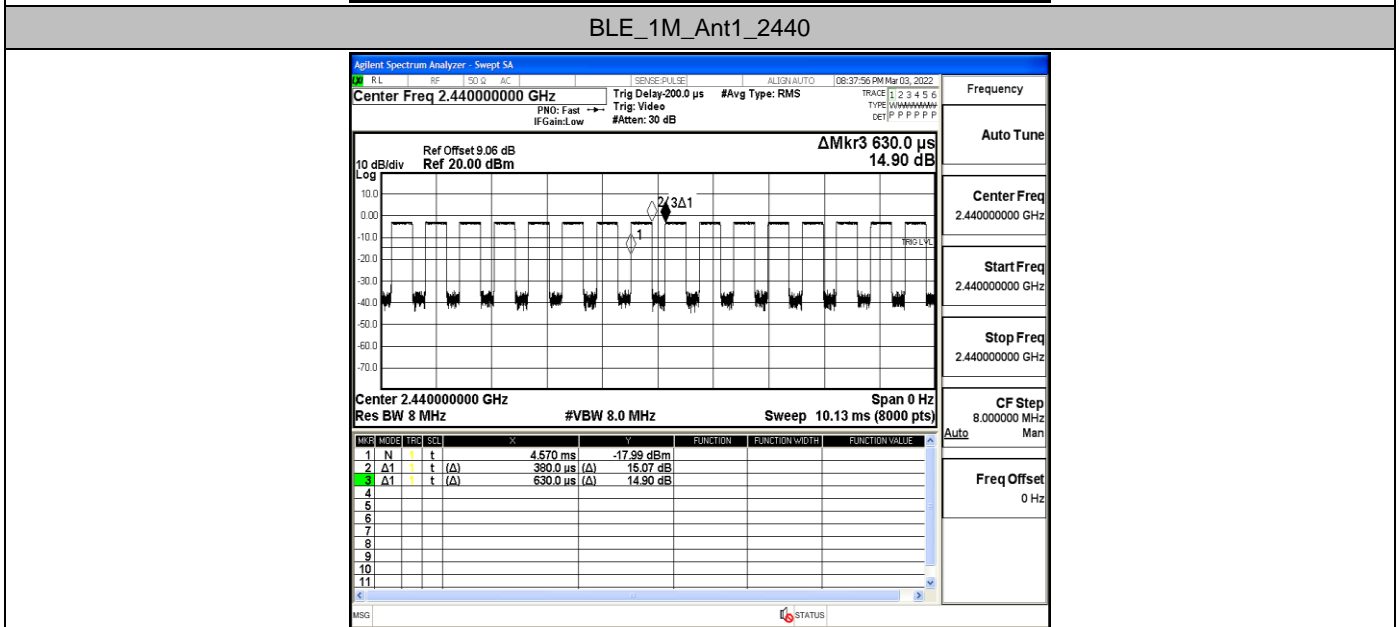 BLE_1M_Ant1_2440
Agilent Spectrum Analyzer - Swept SA
RL RF 50 Ω AC SENSE:PULSE ALIGN AUTO 08:37:56 PM Mar 03, 2022
Center Freq 2.440000000 GHz
PNO: Fast
IFGain:Low
Trig Delay-200.0 µs
Trig: Video
#Atten: 30 dB
#Avg Type: RMS
TRACE 1 2 3 4 5 6
TYPE
DET P P P P P P
ΔMkr3 630.0 µs
14.90 dB
Ref Offset 9.06 dB
10 dB/div Ref 20.00 dBm
Log
10.0
0.00
-10.0
-20.0
-30.0
-40.0
-50.0
-60.0
-70.0
2/3Δ1
1
TRIG LVL
Center 2.440000000 GHz Span 0 Hz
Res BW 8 MHz #VBW 8.0 MHz Sweep 10.13 ms (8000 pts)
MKR MODE TRC SCL X Y FUNCTION FUNCTION WIDTH FUNCTION VALUE
1 N 1 t 4.570 ms -17.99 dBm
2 Δ1 1 t (Δ) 380.0 µs (Δ) 15.07 dB
3 Δ1 1 t (Δ) 630.0 µs (Δ) 14.90 dB
4
5
6
7
8
9
10
11
MSG STATUS
Frequency
Auto Tune
Center Freq
2.440000000 GHz
Start Freq
2.440000000 GHz
Stop Freq
2.440000000 GHz
CF Step
8.000000 MHz
Auto Man
Freq Offset
0 Hz